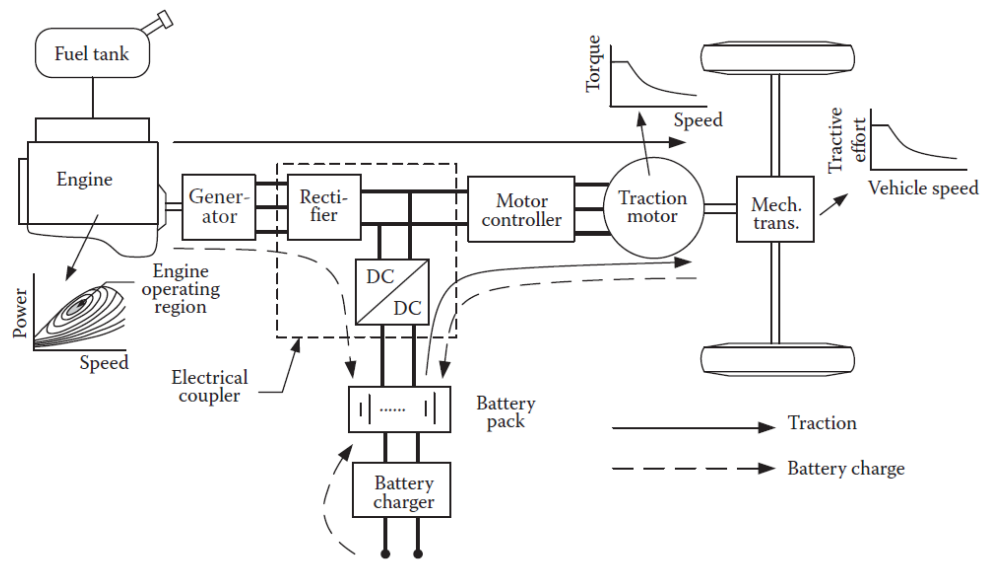 Fuel tank
Engine
Gener-
ator
Recti-
fier
Motor
controller
Traction
motor
Mech.
trans.
Torque
Speed
Tractive
effort
Vehicle speed
DC
DC
Engine
operating
region
Power
Speed
Electrical
coupler
Battery
pack
Battery
charger
Traction
Battery charge